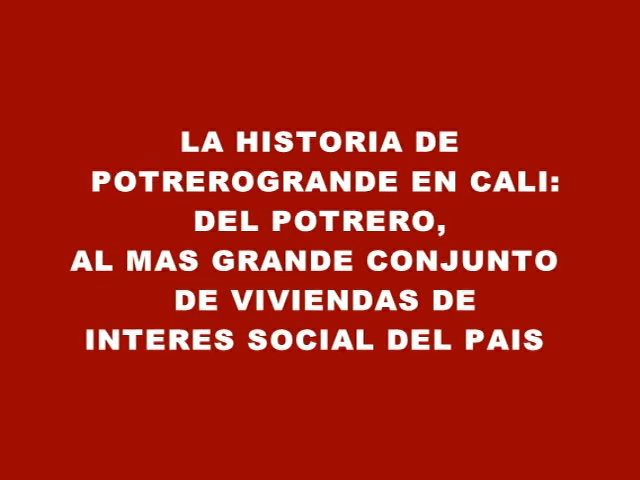 LA HISTORIA DE
POTREROGRANDE EN CALI:
DEL POTRERO,
AL MAS GRANDE CONJUNTO
DE VIVIENDAS DE
INTERES SOCIAL DEL PAIS